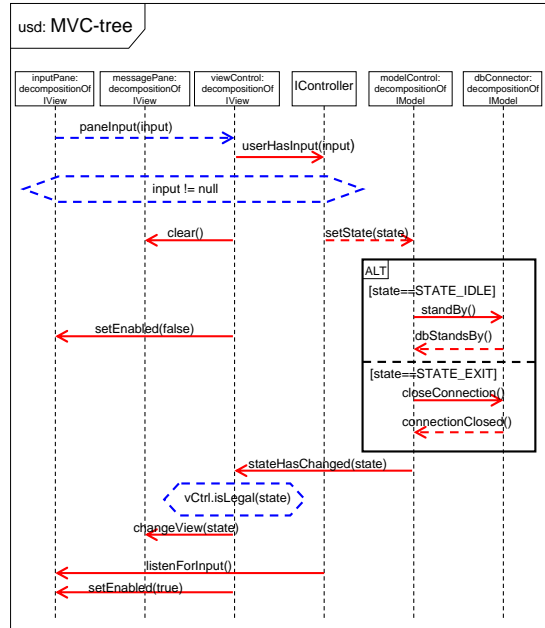 usd: MVC-tree
inputPane:
decompositionOf
IView
messagePane:
decompositionOf
IView
viewControl:
decompositionOf
IView
IController
modelControl:
decompositionOf
IModel
dbConnector:
decompositionOf
IModel
paneInput(input)
userHasInput(input)
input != null
clear()
setState(state)
ALT
[state==STATE_IDLE]
standBy()
setEnabled(false)
dbStandsBy()
[state==STATE_EXIT]
closeConnection()
connectionClosed()
stateHasChanged(state)
vCtrl.isLegal(state)
changeView(state)
listenForInput()
setEnabled(true)